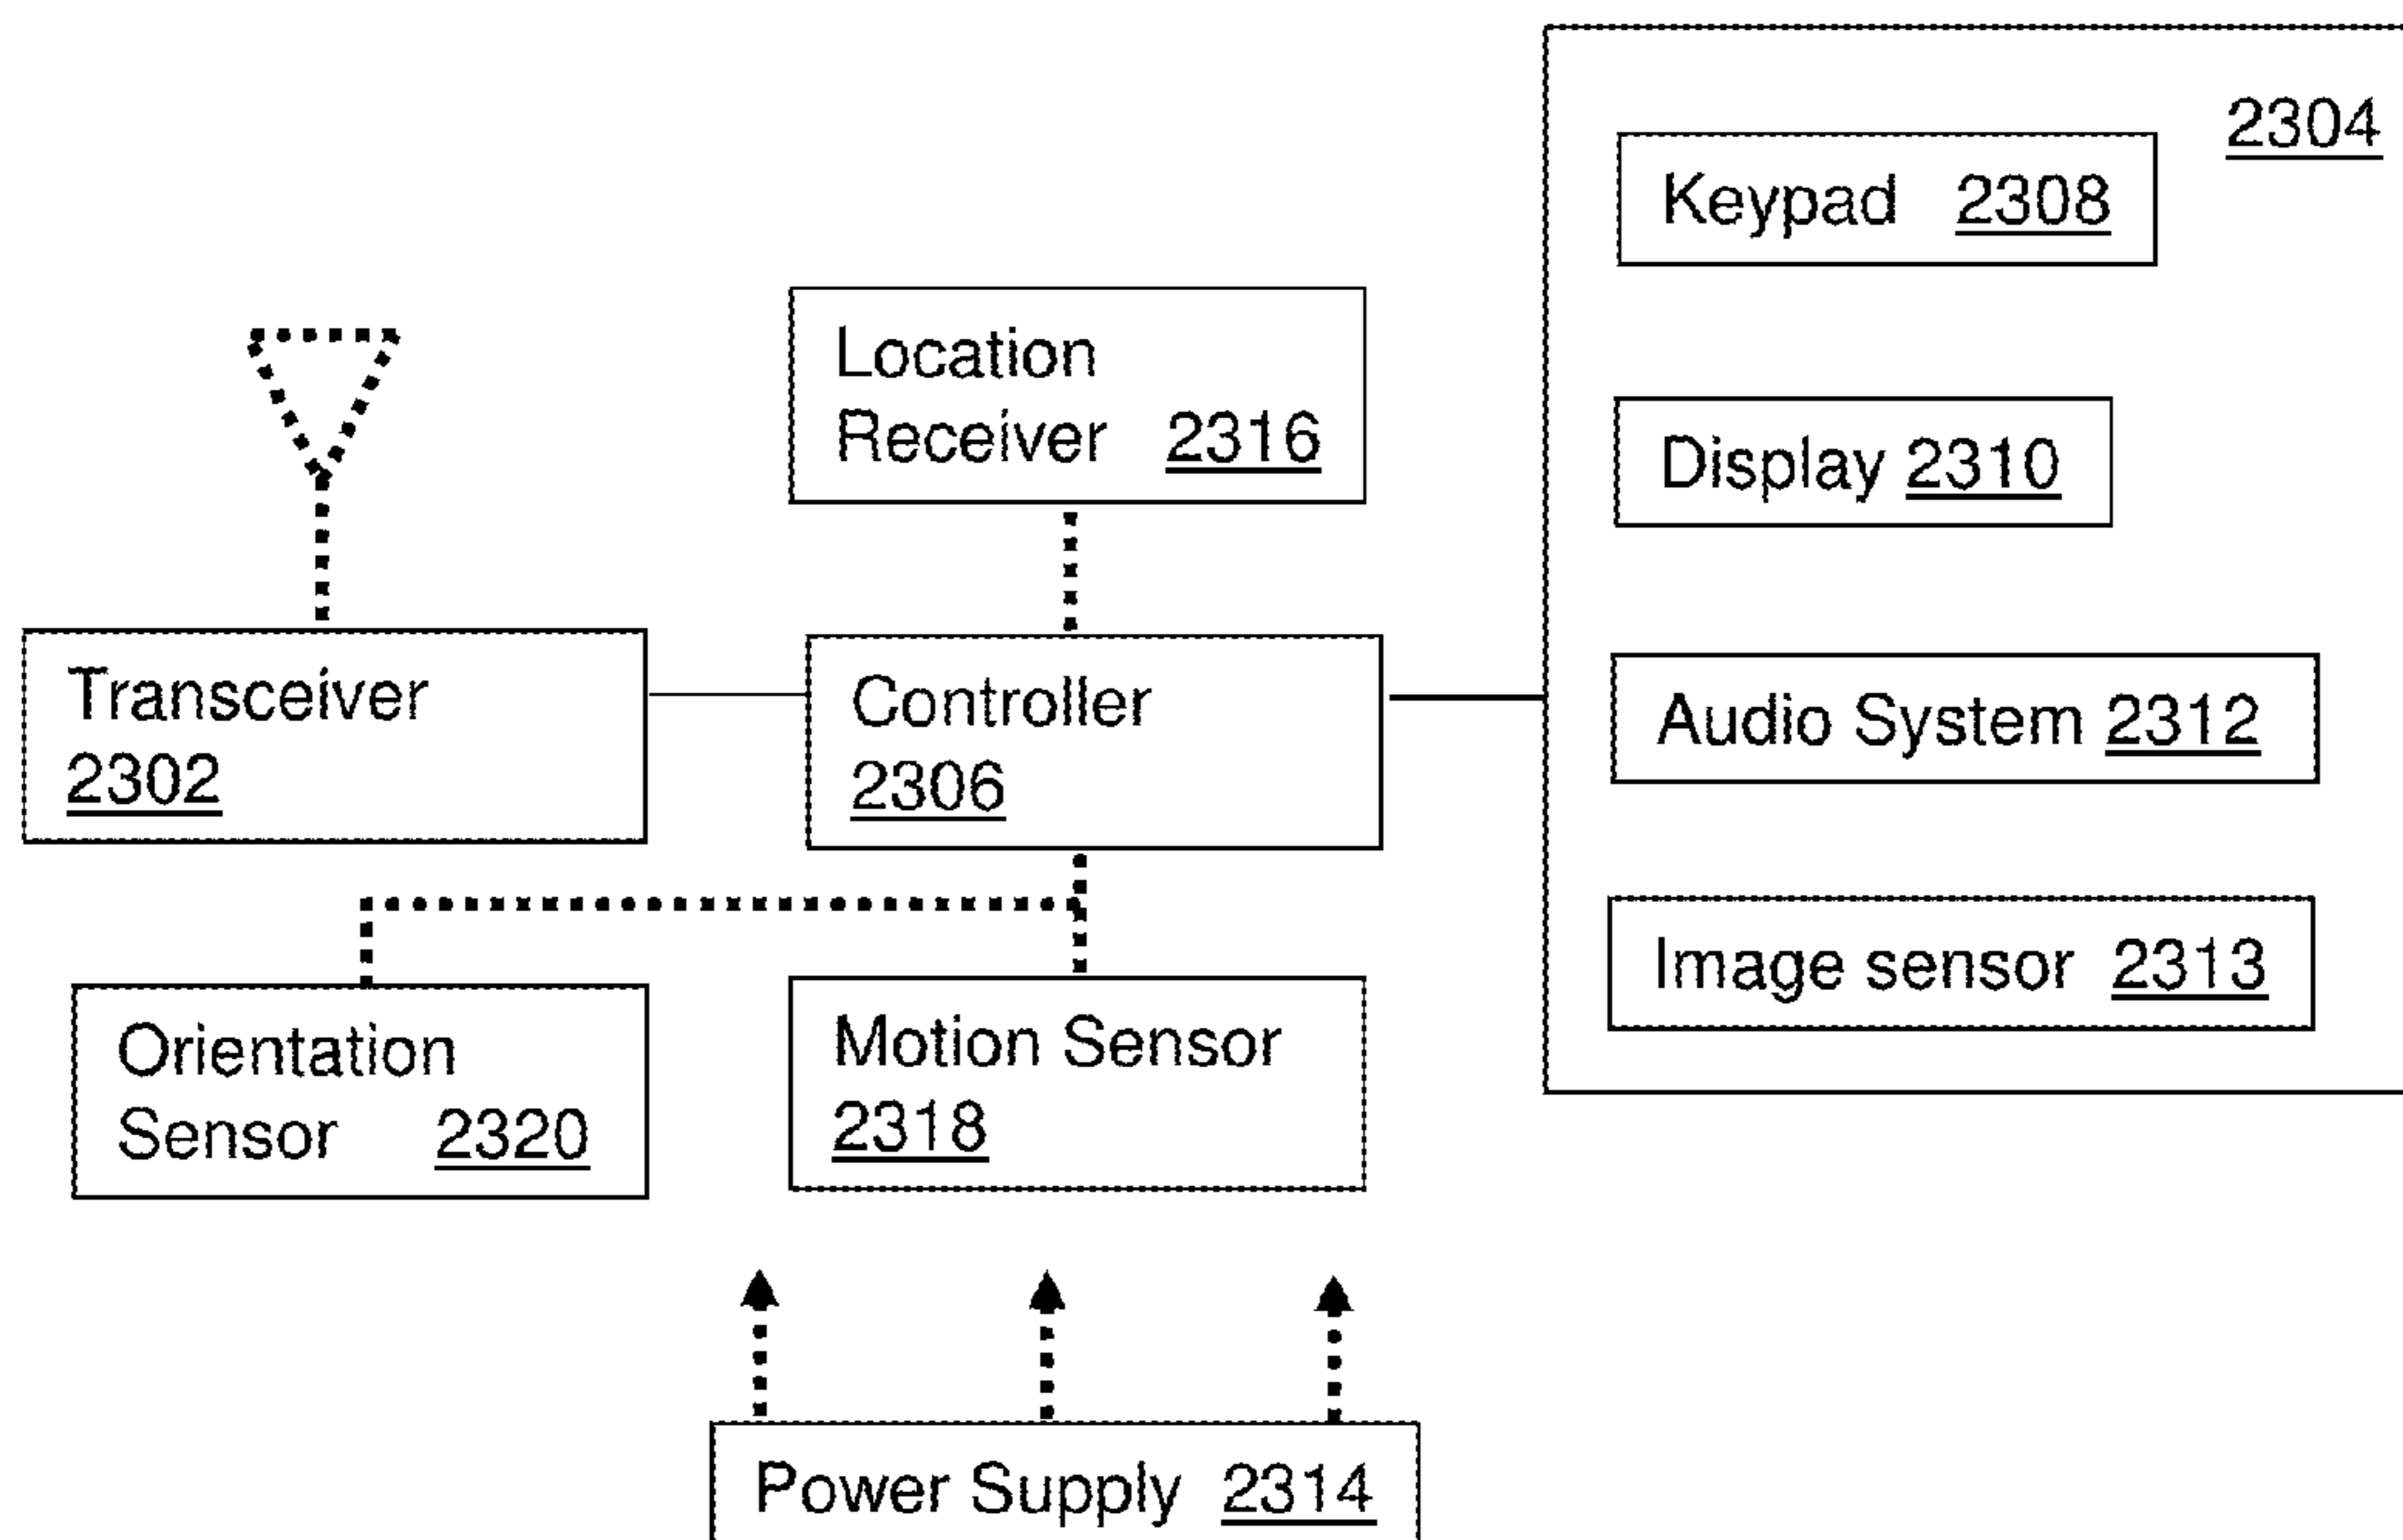 2304
Keypad 2308
Location
Receiver 2316
Display 2310
Transceiver
2302
Controller
2306
Audio System 2312
Image sensor 2313
Orientation
Sensor 2320
Motion Sensor
2318
Power Supply 2314